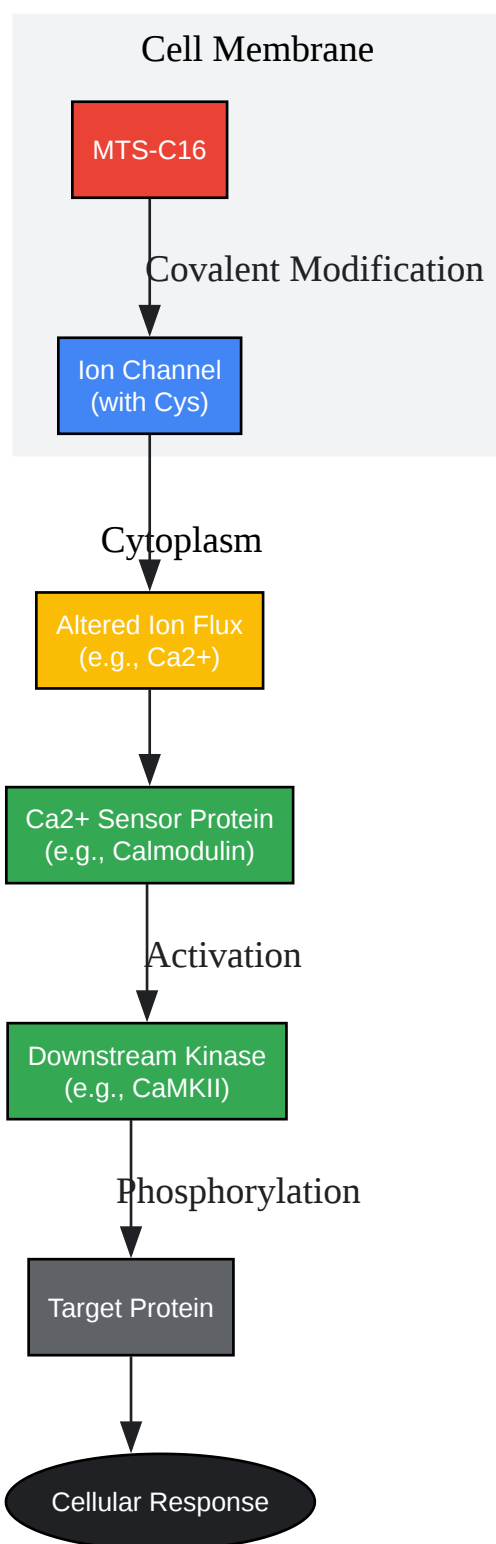 Cell Membrane
MTS-C16
Covalent Modification
Ion Channel
(with Cys)
Cytoplasm
Altered Ion Flux
(e.g., Ca2+)
Ca2+ Sensor Protein
(e.g., Calmodulin)
Activation
Downstream Kinase
(e.g., CaMKII)
Phosphorylation
Target Protein
Cellular Response